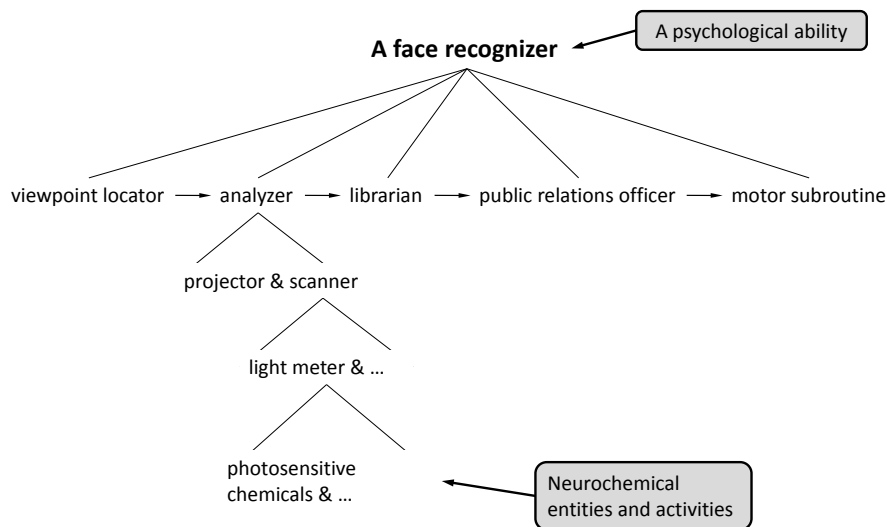 A psychological ability
A face recognizer
viewpoint locator
analyzer
librarian
public relations officer
motor subroutine
projector & scanner
light meter & ...
photosensitive
chemicals & ...
Neurochemical
entities and activities